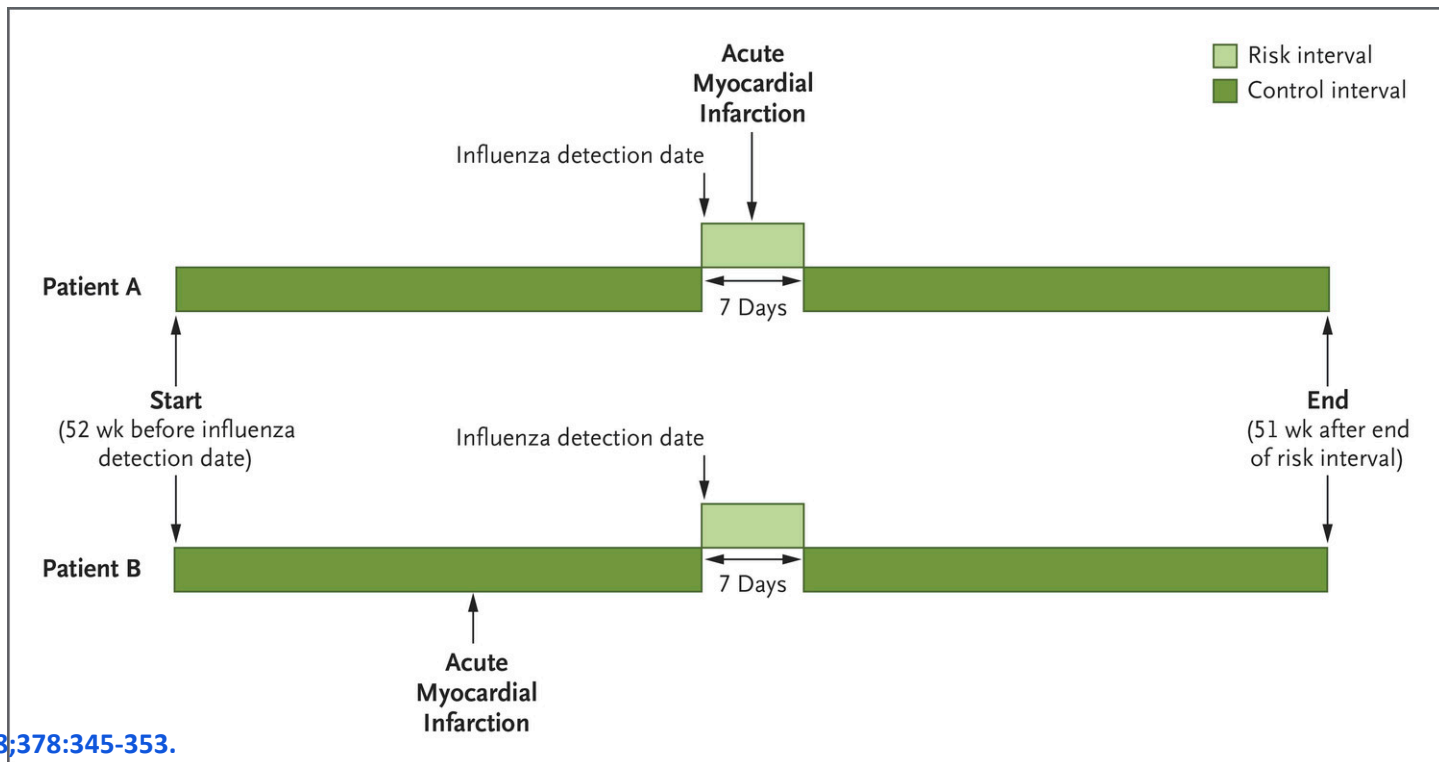 Acute
Myocardial
Infarction
Risk interval
Control interval
Influenza detection date
Patient A
7 Days
Start
(52 wk before influenza
detection date)
End
(51 wk after end
of risk interval)
Influenza detection date
Patient B
7 Days
Acute
Myocardial
Infarction
;378:345-353.